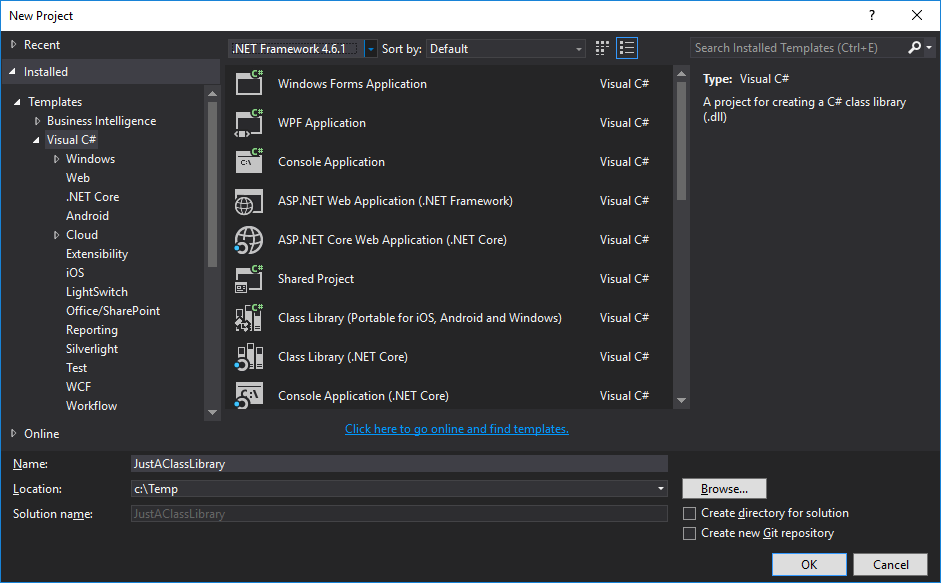 New Project
?
Recent
.NET Framework 4.6.1
Sort by: Default
Search Installed Templates (Ctrl+E)
Installed
Templates
Business Intelligence
Visual C#
Windows
Web
.NET Core
Android
Cloud
Extensibility
iOS
LightSwitch
Office/SharePoint
Reporting
Silverlight
Test
WCF
Workflow
Online
Windows Forms Application Visual C#
WPF Application Visual C#
Console Application Visual C#
ASP.NET Web Application (.NET Framework) Visual C#
ASP.NET Core Web Application (.NET Core) Visual C#
Shared Project Visual C#
Class Library (Portable for iOS, Android and Windows) Visual C#
Class Library (.NET Core) Visual C#
Console Application (.NET Core) Visual C#
Click here to go online and find templates.
Type: Visual C#
A project for creating a C# class library
(.dll)
Name: JustAClassLibrary
Location: c:\Temp
Browse...
Solution name: JustAClassLibrary
Create directory for solution
Create new Git repository
OK
Cancel